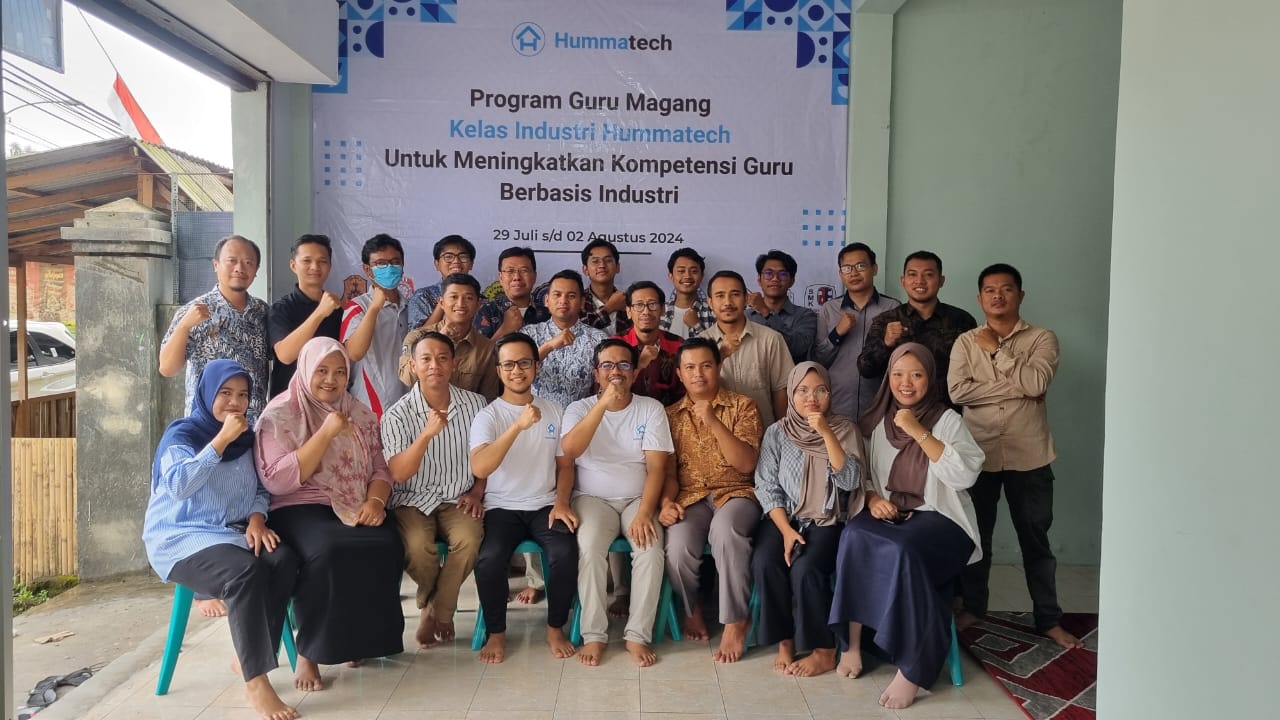 Hummatech
Program Guru Magang
Kelas Industri Hummatech
Untuk Meningkatkan Kompetensi Guru
Berbasis Industri
29 Juli s/d 02 Agustus 2024